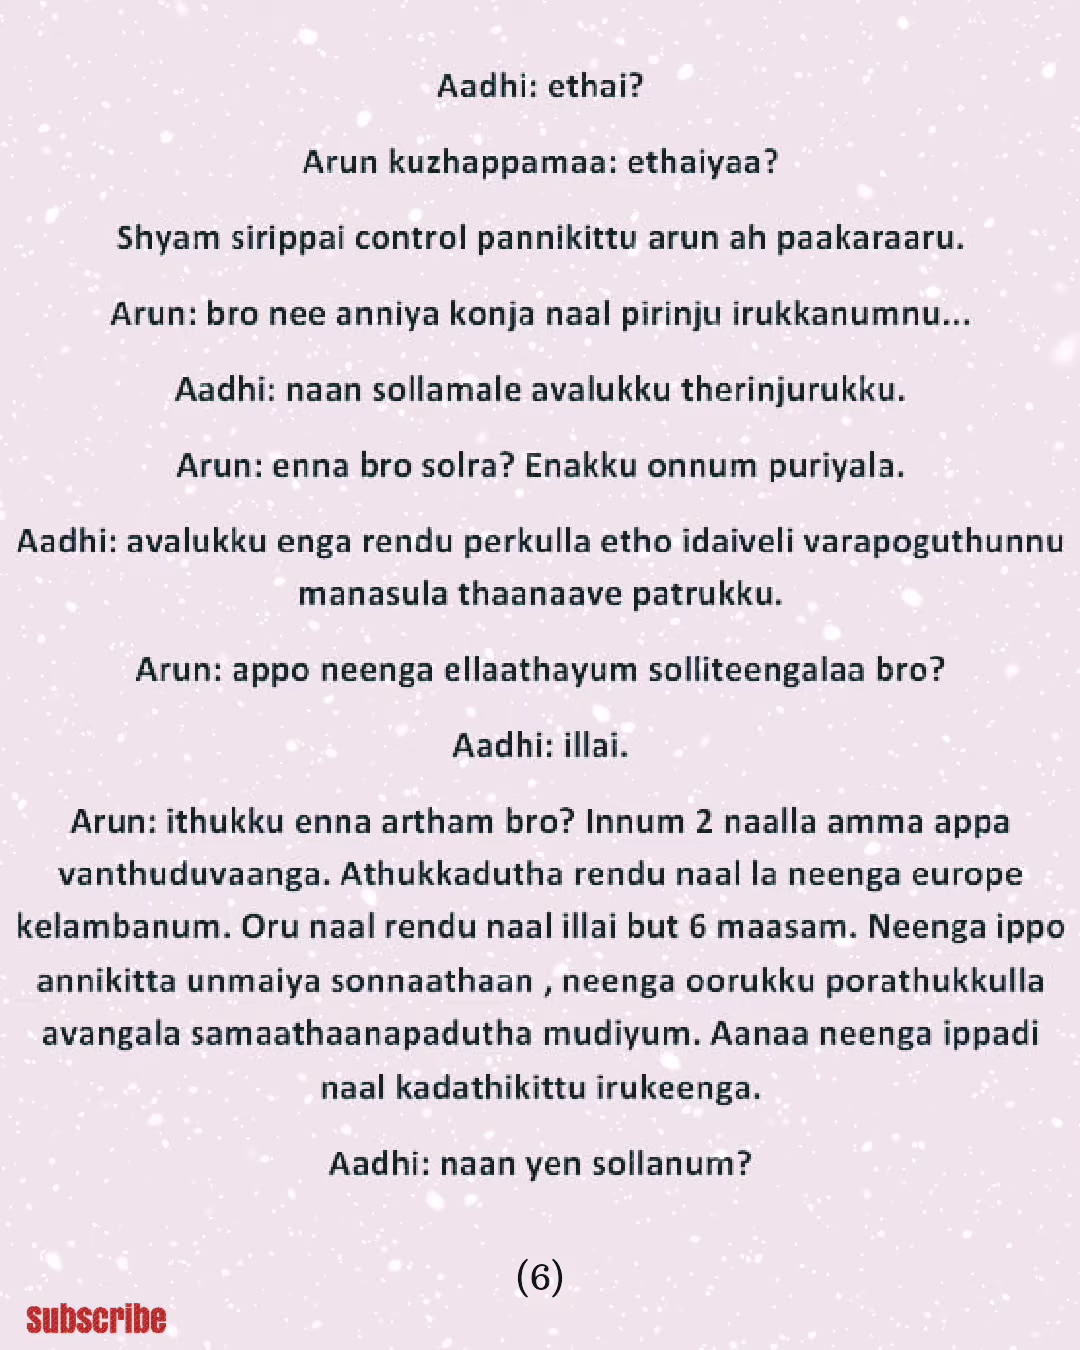 Aadhi: ethai?
Arun kuzhappamaa: ethaiyaa?
Shyam sirippai control pannikittu arun ah paakaraaru.
Arun: bro nee anniya konja naal pirinju irukkanumnu...
Aadhi: naan sollamale avalukku therinjurukku.
Arun: enna bro solra? Enakku onnum puriyala.
Aadhi: avalukku enga rendu perkulla etho idaiveli varapoguthunnu
manasula thaanaave patrukku.
Arun: appo neenga ellaathayum solliteengalaa bro?
Aadhi: illai.
Arun: ithukku enna artham bro? Innum 2 naalla amma appa
vanthuduvaanga. Athukkadutha rendu naal la neenga europe
kelambanum. Oru naal rendu naal illai but 6 maasam. Neenga ippo
annikitta unmaiya sonnaathaan , neenga oorukku porathukkulla
avangala samaathaanapadutha mudiyum. Aanaa neenga ippadi
naal kadathikittu irukeenga.
Aadhi: naan yen sollanum?
(6)
subscribe